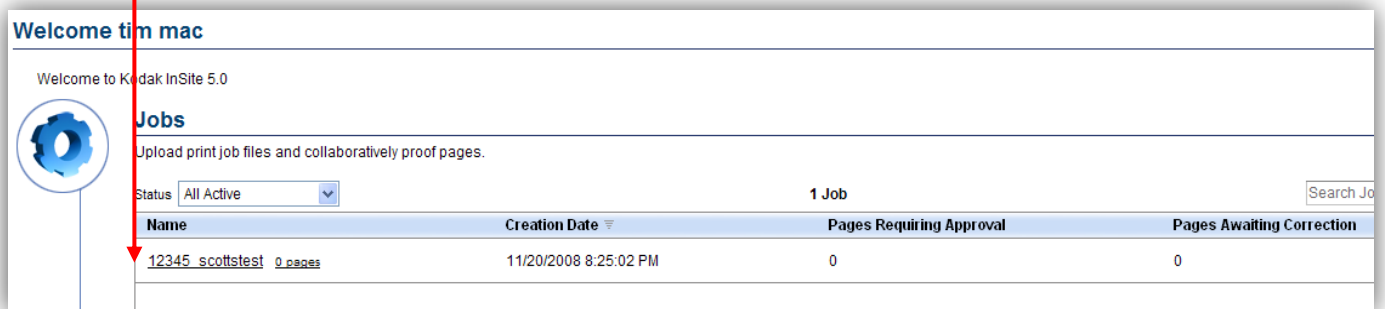 Welcome tim mac
Welcome to Kodak InSite 5.0
Jobs
Upload print job files and collaboratively proof pages.
Status All Active 1 Job Search Jo
Name Creation Date Pages Requiring Approval Pages Awaiting Correction
12345_scottstest 0 pages 11/20/2008 8:25:02 PM 0 0